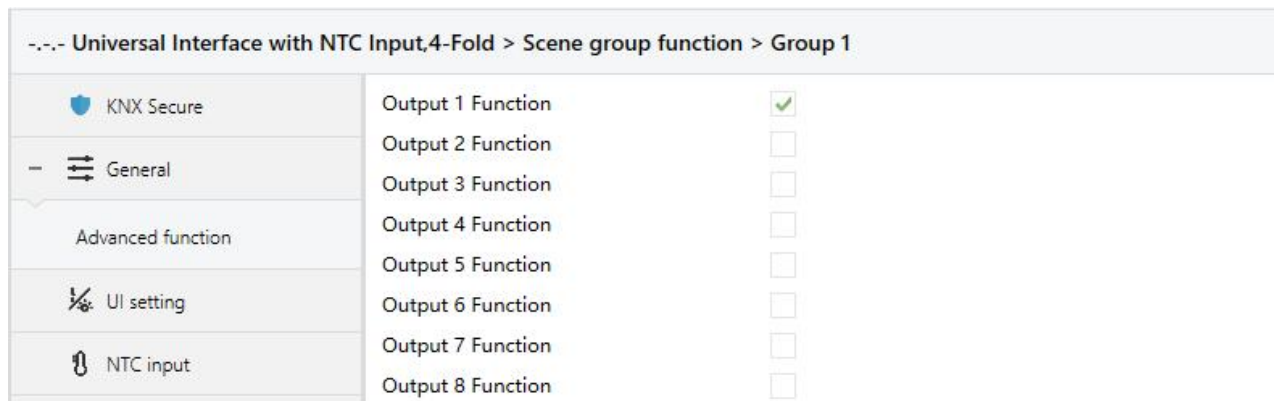 -.-.- Universal Interface with NTC Input,4-Fold > Scene group function > Group 1
KNX Secure
General
Advanced function
UI setting
NTC input
Output 1 Function
Output 2 Function
Output 3 Function
Output 4 Function
Output 5 Function
Output 6 Function
Output 7 Function
Output 8 Function